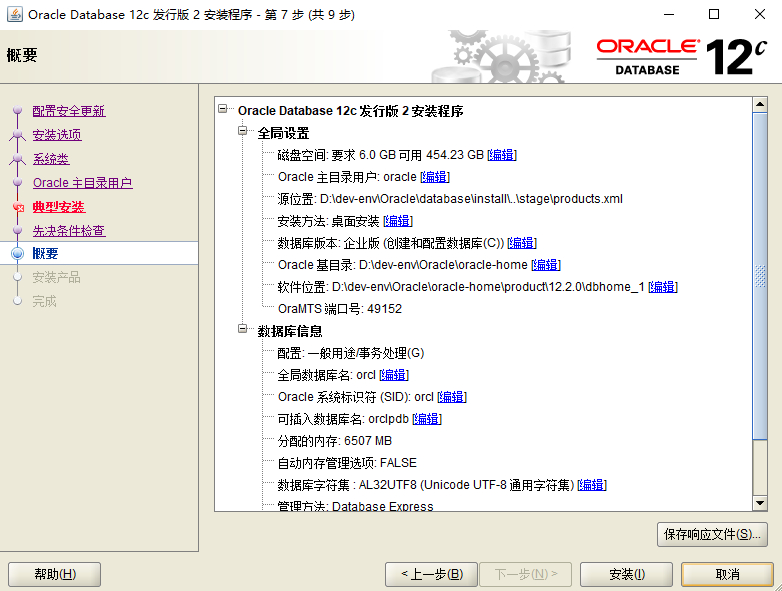 Oracle Database 12c 发行版 2 安装程序 - 第 7 步 (共 9 步)
概要
ORACLE
DATABASE
12c
配置安全更新
安装选项
系统类
Oracle 主目录用户
典型安装
先决条件检查
概要
安装产品
完成
Oracle Database 12c 发行版 2 安装程序
全局设置
磁盘空间: 要求 6.0 GB 可用 454.23 GB [编辑]
Oracle 主目录用户: oracle [编辑]
源位置: D:\dev-env\Oracle\database\install\..\stage\products.xml
安装方法: 桌面安装 [编辑]
数据库版本: 企业版 (创建和配置数据库(C)) [编辑]
Oracle 基目录: D:\dev-env\Oracle\oracle-home [编辑]
软件位置: D:\dev-env\Oracle\oracle-home\product\12.2.0\dbhome_1 [编辑]
OraMTS 端口号: 49152
数据库信息
配置: 一般用途/事务处理(G)
全局数据库名: orcl [编辑]
Oracle 系统标识符 (SID): orcl [编辑]
可插入数据库名: orclpdb [编辑]
分配的内存: 6507 MB
自动内存管理选项: FALSE
数据库字符集 : AL32UTF8 (Unicode UTF-8 通用字符集) [编辑]
管理方法: Database Express
保存响应文件(S)...
帮助(H)
< 上一步(B)
下一步(N) >
安装(I)
取消